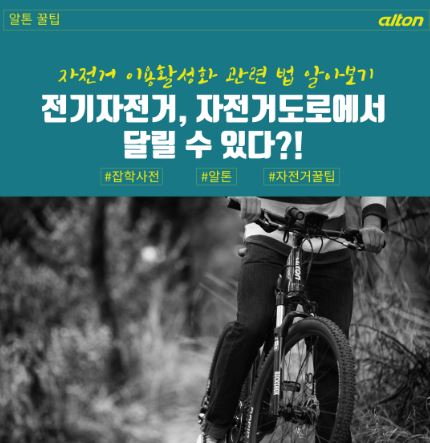 알톤 꿀팁
alton
자전거 이용활성화 관련 법 알아보기
전기자전거, 자전거도로에서
달릴 수 있다?!
#잡학사전 #알톤 #자전거꿀팁
alton